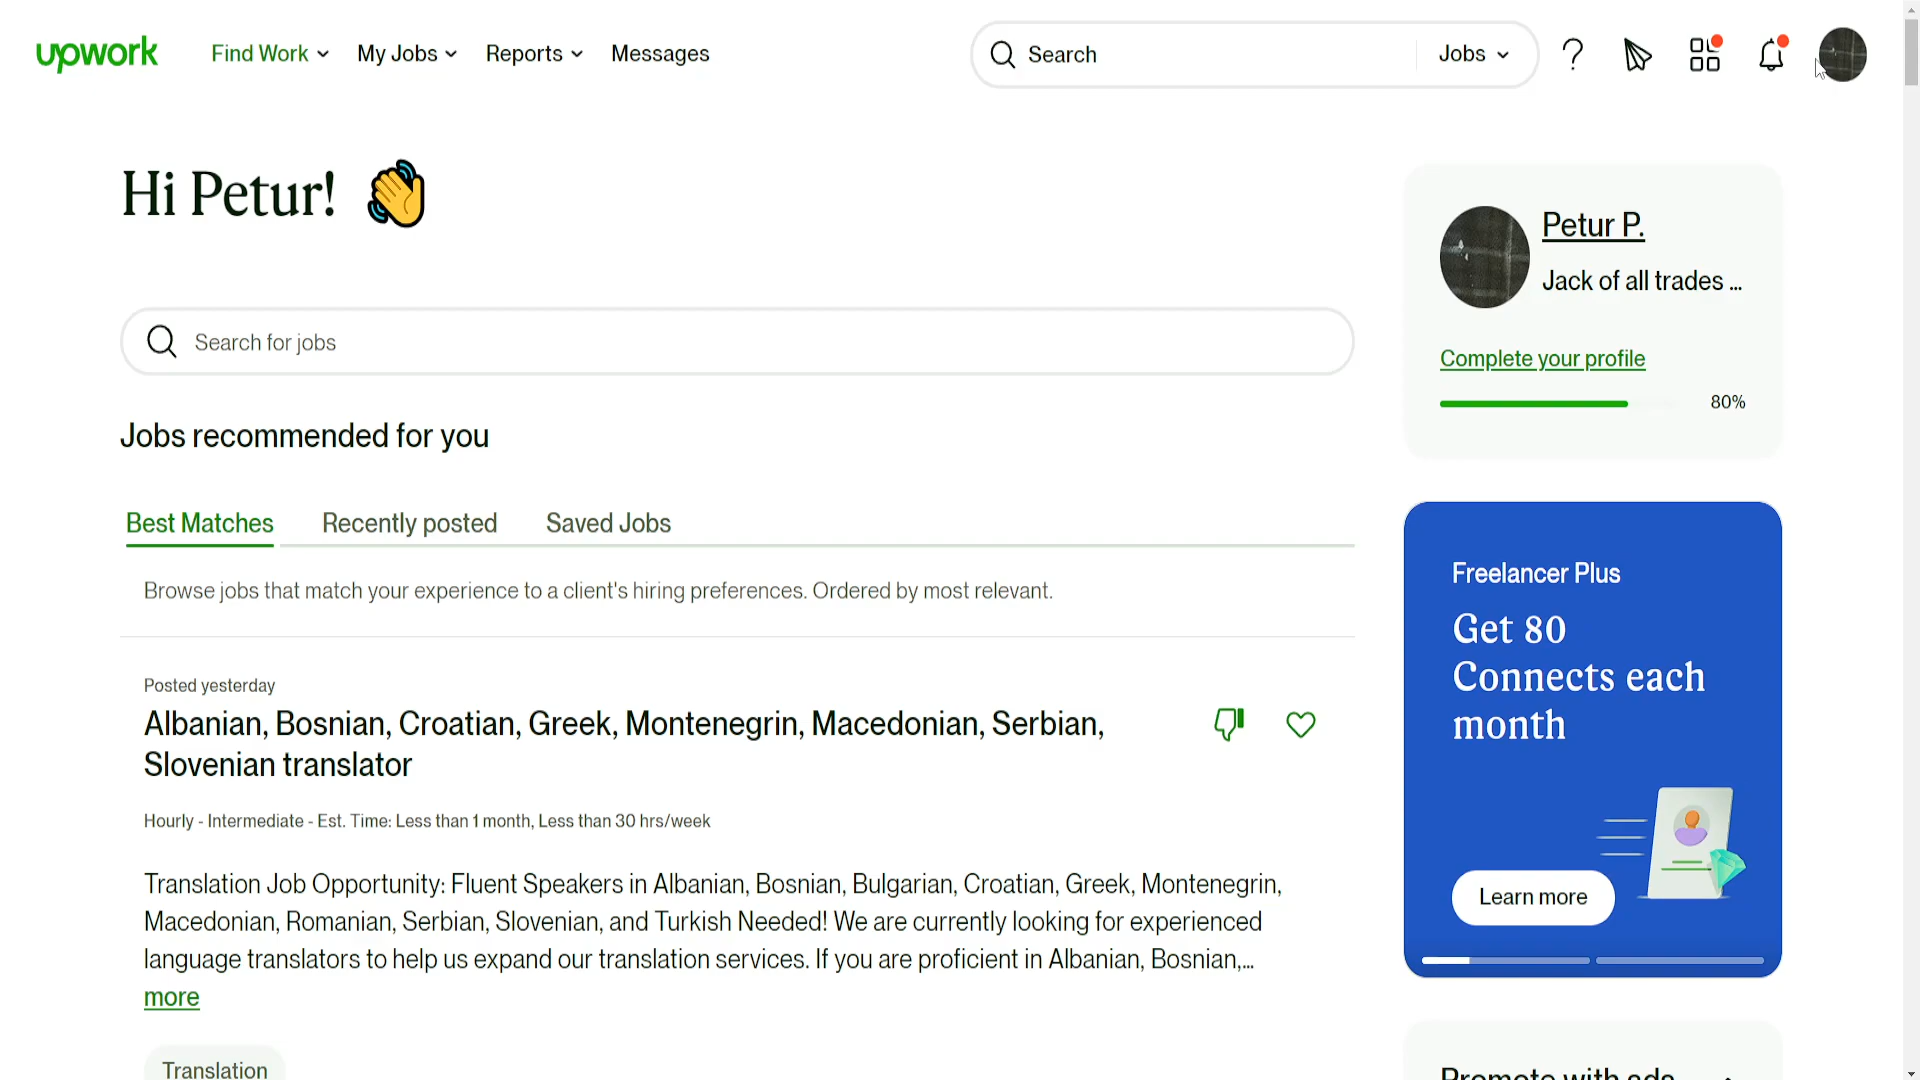 upwork
Find Work
My Jobs
Reports
Messages
Search
Jobs
Hi Petur!
Search for jobs
Jobs recommended for you
Best Matches
Recently posted
Saved Jobs
Browse jobs that match your experience to a client's hiring preferences. Ordered by most relevant.
Posted yesterday
Albanian, Bosnian, Croatian, Greek, Montenegrin, Macedonian, Serbian,
Slovenian translator
Hourly - Intermediate - Est. Time: Less than 1 month, Less than 30 hrs/week
Translation Job Opportunity: Fluent Speakers in Albanian, Bosnian, Bulgarian, Croatian, Greek, Montenegrin,
Macedonian, Romanian, Serbian, Slovenian, and Turkish Needed! We are currently looking for experienced
language translators to help us expand our translation services. If you are proficient in Albanian, Bosnian,...
more
Translation
Petur P.
Jack of all trades ...
Complete your profile
80%
Freelancer Plus
Get 80
Connects each
month
Learn more
Promote with ads